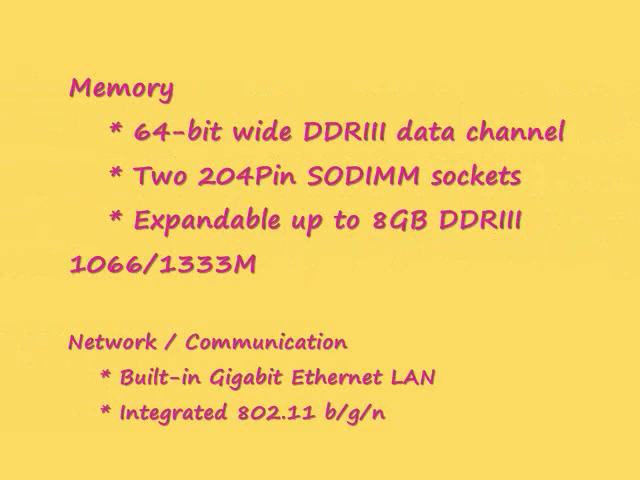 Memory
* 64-bit wide DDRIII data channel
* Two 204Pin SODIMM sockets
* Expandable up to 8GB DDRIII
1066/1333M
Network / Communication
* Built-in Gigabit Ethernet LAN
* Integrated 802.11 b/g/n